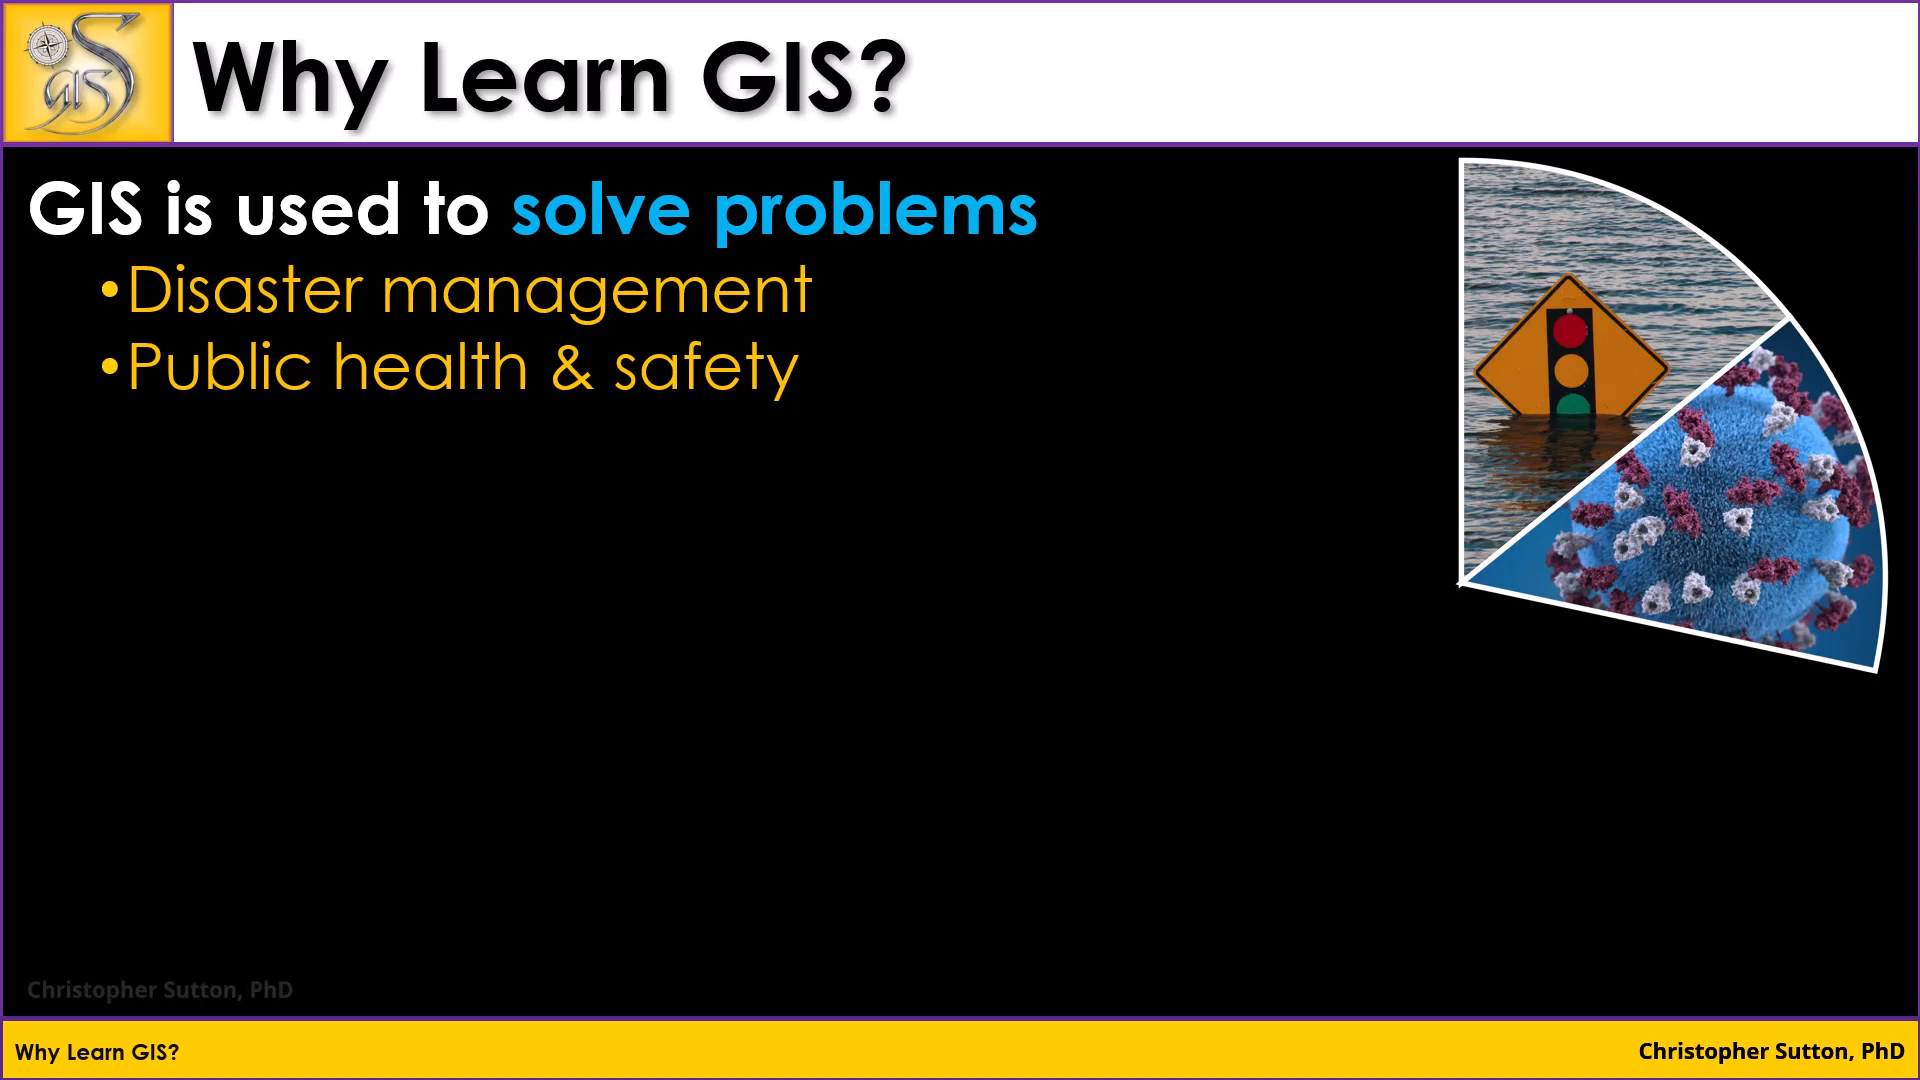 GIS
Why Learn GIS?
GIS is used to solve problems
•Disaster management
•Public health & safety
Christopher Sutton, PhD
Why Learn GIS?
Christopher Sutton, PhD